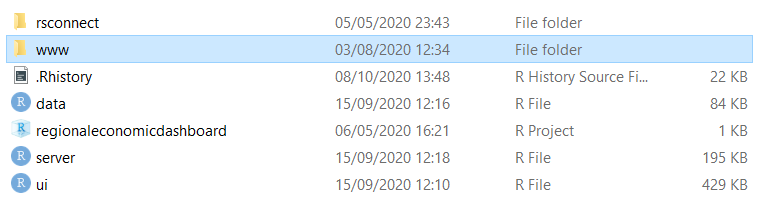 rsconnect 05/05/2020 23:43 File folder
www 03/08/2020 12:34 File folder
.Rhistory 08/10/2020 13:48 R History Source Fi... 22 KB
data 15/09/2020 12:16 R File 84 KB
regionaleconomicdashboard 06/05/2020 16:21 R Project 1 KB
server 15/09/2020 12:18 R File 195 KB
ui 15/09/2020 12:10 R File 429 KB